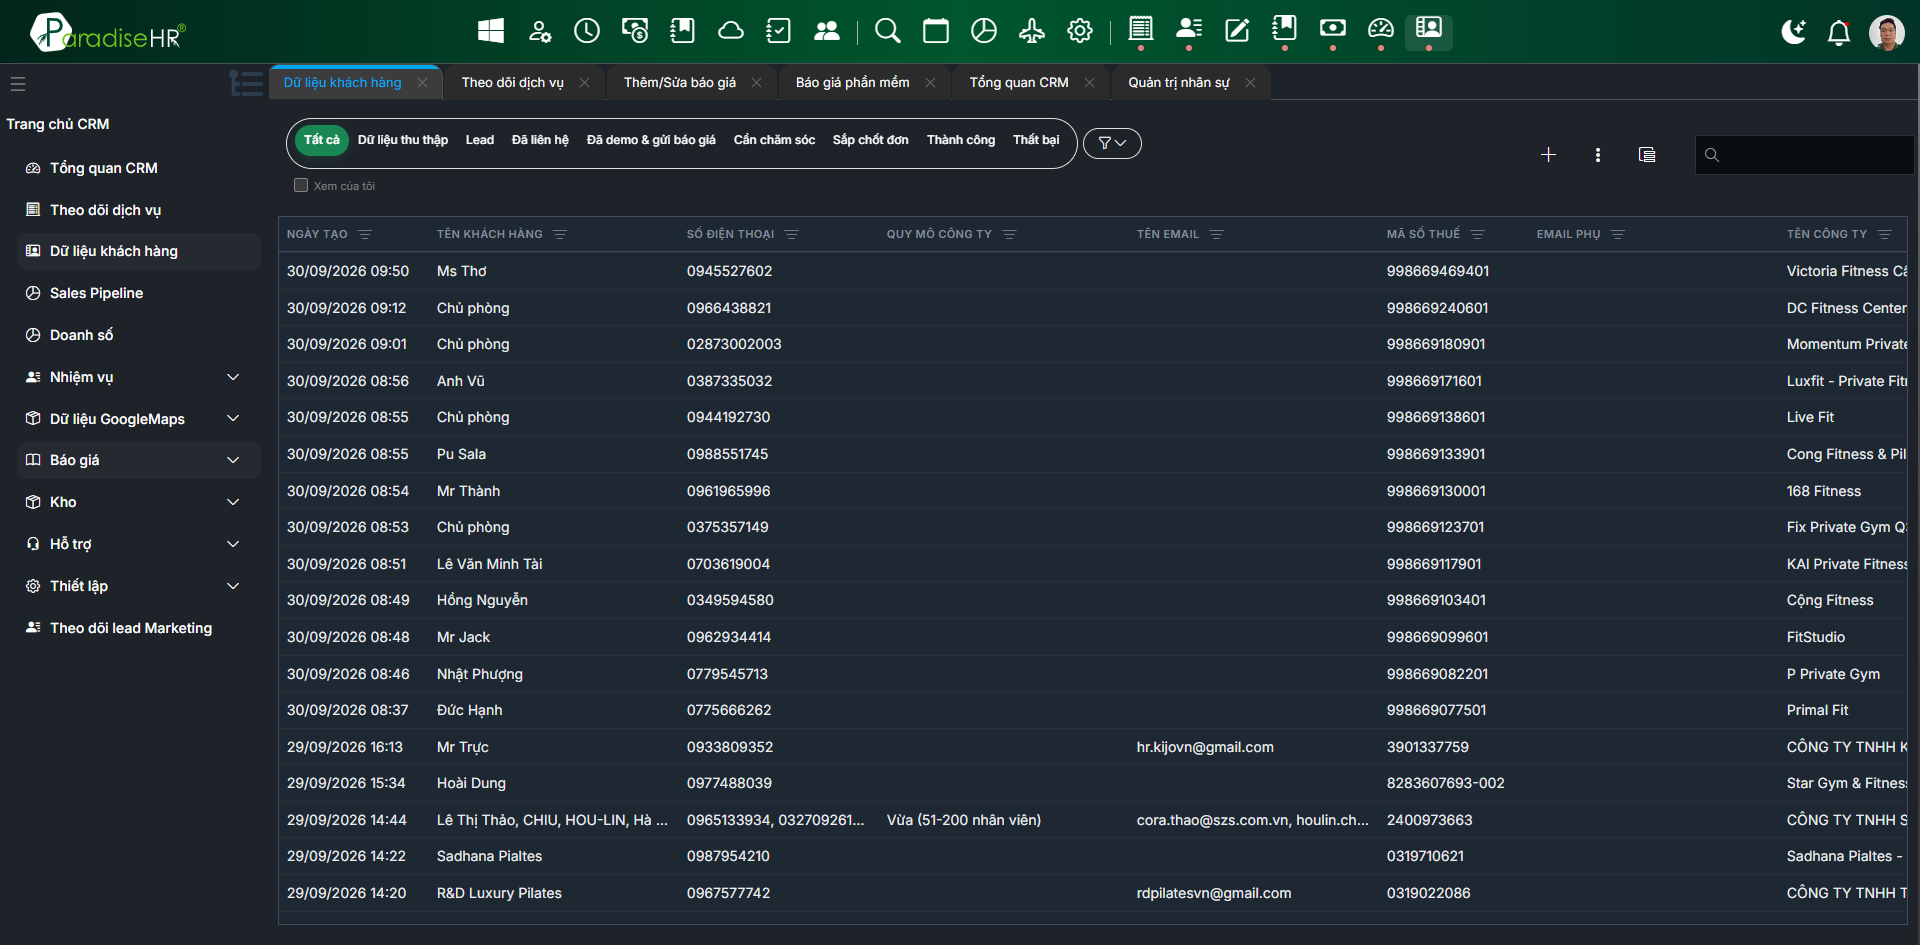 ParadiseHR®
Dữ liệu khách hàng
Theo dõi dịch vụ
Thêm/Sửa báo giá
Báo giá phần mềm
Tổng quan CRM
Quản trị nhân sự
Trang chủ CRM
Tổng quan CRM
Theo dõi dịch vụ
Dữ liệu khách hàng
Sales Pipeline
Doanh số
Nhiệm vụ
Dữ liệu GoogleMaps
Báo giá
Kho
Hỗ trợ
Thiết lập
Theo dõi lead Marketing
Tất cả Dữ liệu thu thập Lead Đã liên hệ Đã demo & gửi báo giá Cần chăm sóc Sắp chốt đơn Thành công Thất bại
Xem của tôi
NGÀY TẠO TÊN KHÁCH HÀNG SỐ ĐIỆN THOẠI QUY MÔ CÔNG TY TÊN EMAIL MÃ SỐ THUẾ EMAIL PHỤ TÊN CÔNG TY
30/09/2026 09:50 Ms Thơ 0945527602 998669469401 Victoria Fitness Câ
30/09/2026 09:12 Chủ phòng 0966438821 998669240601 DC Fitness Center
30/09/2026 09:01 Chủ phòng 02873002003 998669180901 Momentum Private
30/09/2026 08:56 Anh Vũ 0387335032 998669171601 Luxfit - Private Fitn
30/09/2026 08:55 Chủ phòng 0944192730 998669138601 Live Fit
30/09/2026 08:55 Pu Sala 0988551745 998669133901 Cong Fitness & Pil
30/09/2026 08:54 Mr Thành 0961965996 998669130001 168 Fitness
30/09/2026 08:53 Chủ phòng 0375357149 998669123701 Fix Private Gym Q
30/09/2026 08:51 Lê Văn Minh Tài 0703619004 998669117901 KAI Private Fitness
30/09/2026 08:49 Hồng Nguyễn 0349594580 998669103401 Cộng Fitness
30/09/2026 08:48 Mr Jack 0962934414 998669099601 FitStudio
30/09/2026 08:46 Nhật Phượng 0779545713 998669082201 P Private Gym
30/09/2026 08:37 Đức Hạnh 0775666262 998669077501 Primal Fit
29/09/2026 16:13 Mr Trực 0933809352 hr.kijovn@gmail.com 3901337759 CÔNG TY TNHH K
29/09/2026 15:34 Hoài Dung 0977488039 8283607693-002 Star Gym & Fitness
29/09/2026 14:44 Lê Thị Thảo, CHIU, HOU-LIN, Hà ... 0965133934, 032709261... Vừa (51-200 nhân viên) cora.thao@szs.com.vn, houlin.ch... 2400973663 CÔNG TY TNHH S
29/09/2026 14:22 Sadhana Pialtes 0987954210 0319710621 Sadhana Pialtes -
29/09/2026 14:20 R&D Luxury Pilates 0967577742 rdpilatesvn@gmail.com 0319022086 CÔNG TY TNHH T